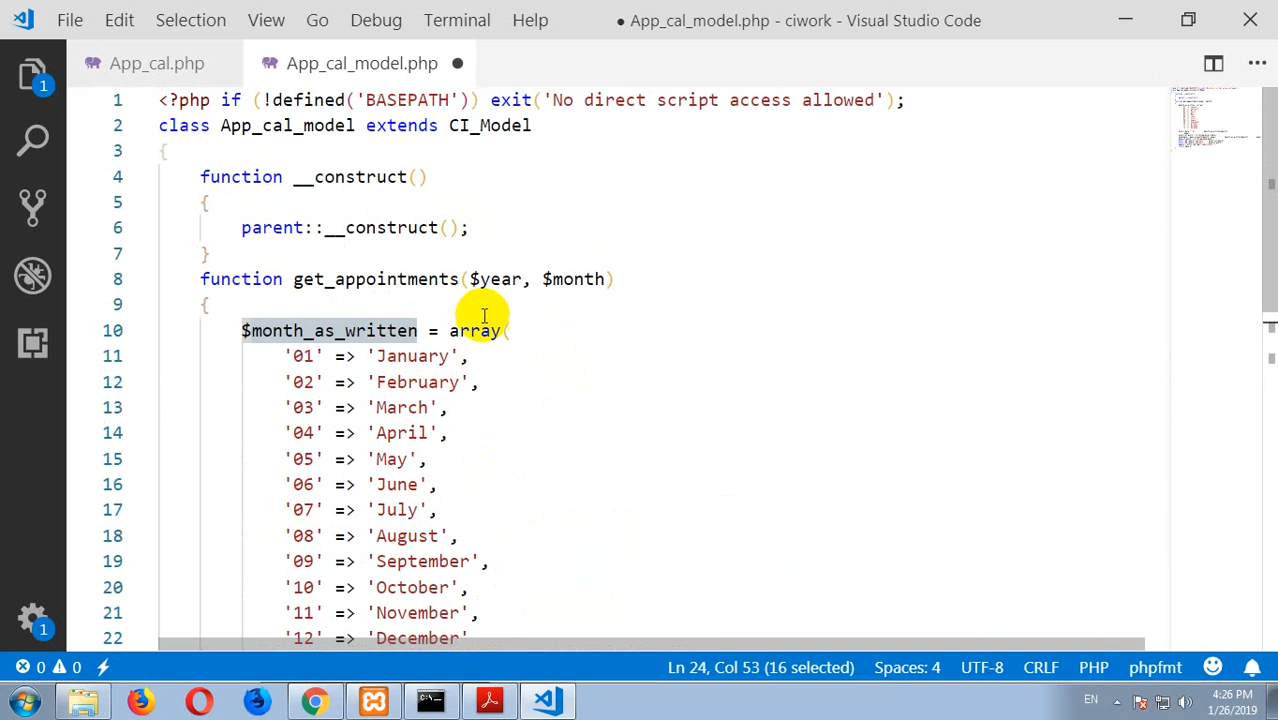 File Edit Selection View Go Debug Terminal Help ● App_cal_model.php - ciwork - Visual Studio Code
App_cal.php App_cal_model.php
1 <?php if (!defined('BASEPATH')) exit('No direct script access allowed');
2 class App_cal_model extends CI_Model
3 {
4 function __construct()
5 {
6 parent::__construct();
7 }
8 function get_appointments($year, $month)
9 {
10 $month_as_written = array(
11 '01' => 'January',
12 '02' => 'February',
13 '03' => 'March',
14 '04' => 'April',
15 '05' => 'May',
16 '06' => 'June',
17 '07' => 'July',
18 '08' => 'August',
19 '09' => 'September',
20 '10' => 'October',
21 '11' => 'November',
22 '12' => 'December'
1
1
0 0 Ln 24, Col 53 (16 selected) Spaces: 4 UTF-8 CRLF PHP phpfmt
EN 4:26 PM
1/26/2019